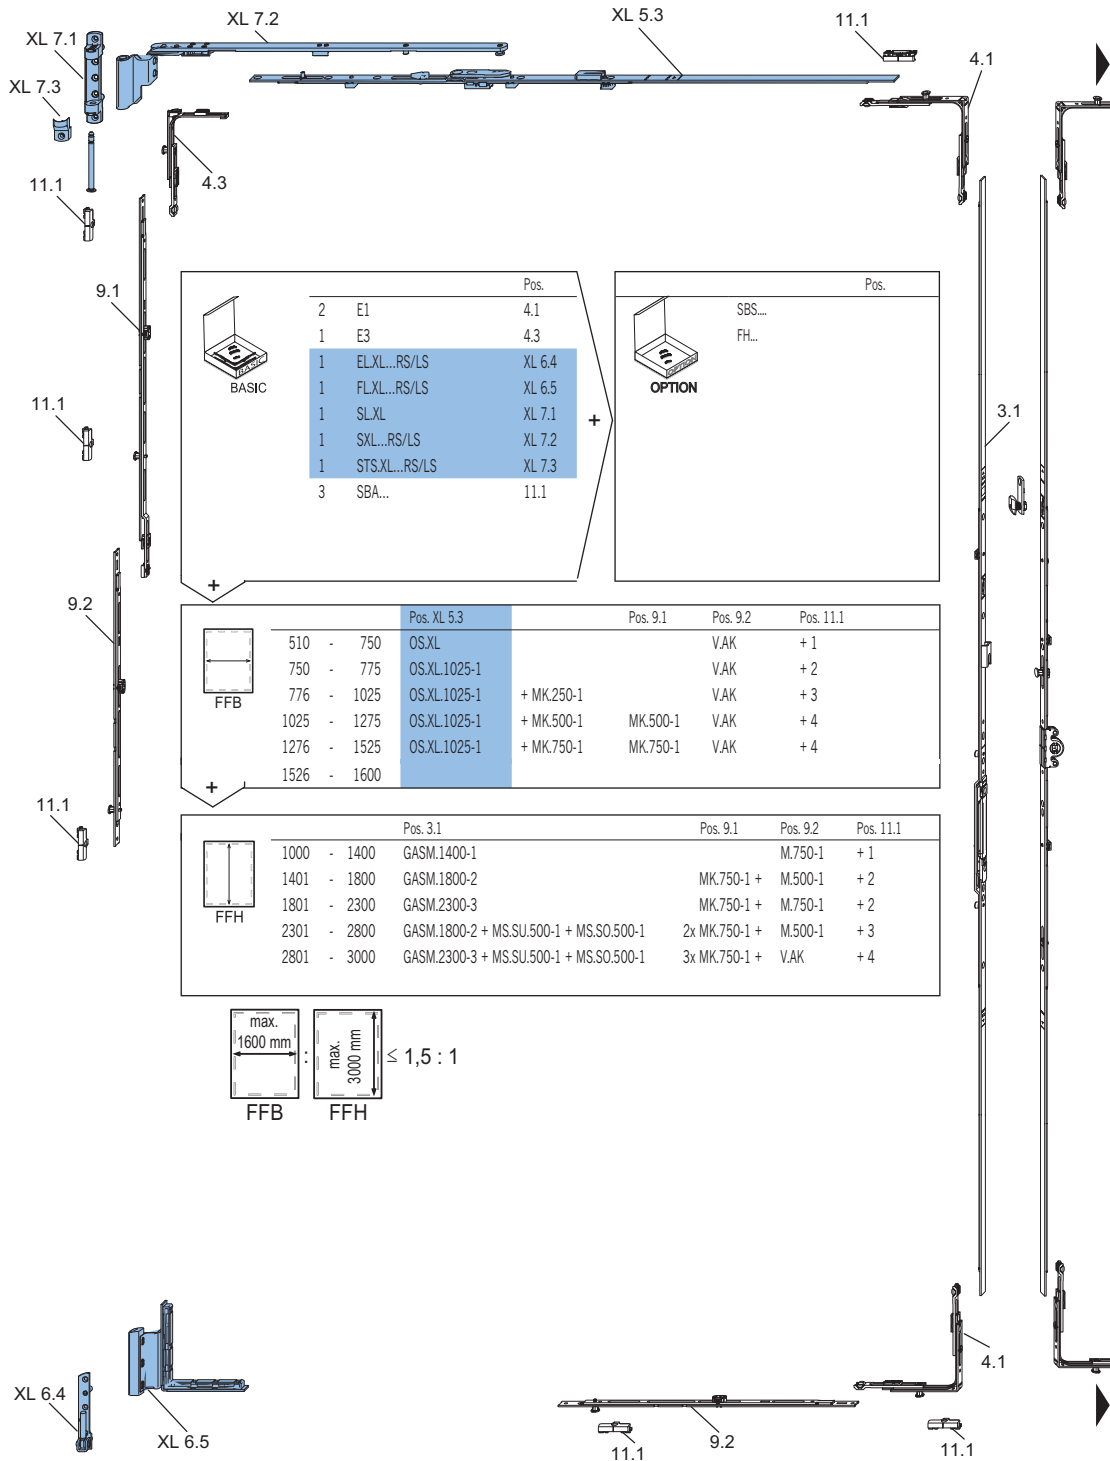 XL 7.2
XL 5.3
11.1
XL 7.1
4.1
XL 7.3
4.3
11.1
9.1
11.1
9.2
11.1
3.1
Pos.
2 E1 4.1
1 E3 4.3
1 EL.XL...RS/LS XL 6.4
1 FL.XL...RS/LS XL 6.5
1 SL.XL XL 7.1
1 SXL...RS/LS XL 7.2
1 STS.XL...RS/LS XL 7.3
3 SBA... 11.1
BASIC
BASIC
+
Pos.
SBS....
FH...
OPTION
OPTION
+
Pos. XL 5.3 Pos. 9.1 Pos. 9.2 Pos. 11.1
510 - 750 OS.XL V.AK + 1
750 - 775 OS.XL.1025-1 V.AK + 2
776 - 1025 OS.XL.1025-1 + MK.250-1 V.AK + 3
1025 - 1275 OS.XL.1025-1 + MK.500-1 MK.500-1 V.AK + 4
1276 - 1525 OS.XL.1025-1 + MK.750-1 MK.750-1 V.AK + 4
1526 - 1600
FFB
+
Pos. 3.1 Pos. 9.1 Pos. 9.2 Pos. 11.1
1000 - 1400 GASM.1400-1 M.750-1 + 1
1401 - 1800 GASM.1800-2 MK.750-1 + M.500-1 + 2
1801 - 2300 GASM.2300-3 MK.750-1 + M.750-1 + 2
2301 - 2800 GASM.1800-2 + MS.SU.500-1 + MS.SO.500-1 2x MK.750-1 + M.500-1 + 3
2801 - 3000 GASM.2300-3 + MS.SU.500-1 + MS.SO.500-1 3x MK.750-1 + V.AK + 4
FFH
max.
1600 mm
:
max.
3000 mm
≤ 1,5 : 1
FFB
FFH
4.1
XL 6.4
XL 6.5
11.1
9.2
11.1